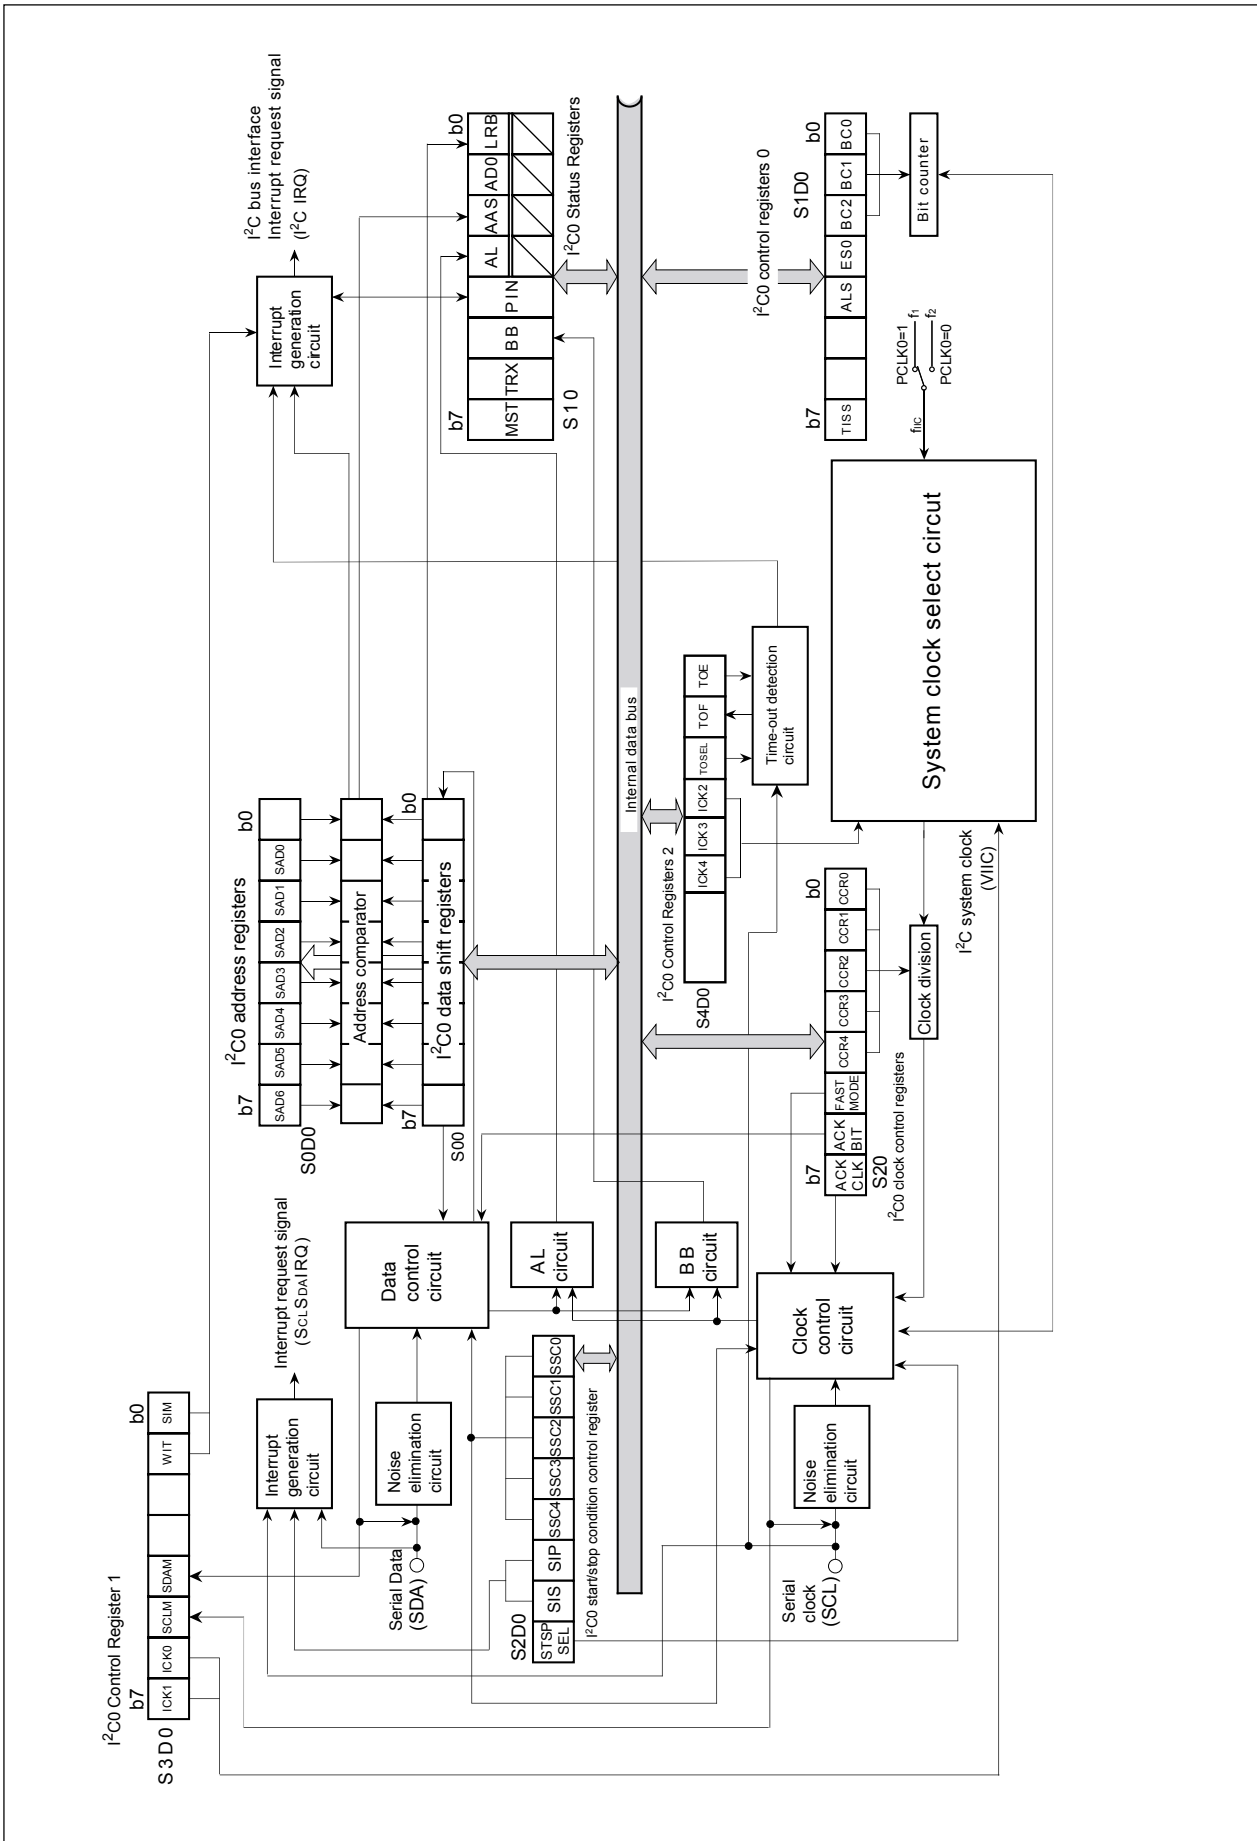 I²C0 Control Register 1
b7
b0
ICK1
ICK0
SCLM
SDAM
WIT
SIM
S3D0
Interrupt
generation
circuit
Interrupt request signal
(SCLSDAIRQ)
I²C0 address registers
b7
b0
SAD6
SAD5
SAD4
SAD3
SAD2
SAD1
SAD0
S0D0
Address comparator
b7
b0
I²C0 data shift registers
S00
Interrupt
generation
circuit
I²C bus interface
Interrupt request signal
(I²C IRQ)
Serial Data
(SDA)
Noise
elimination
circuit
Data
control
circuit
AL
circuit
BB
circuit
b7
b0
MST
TRX
BB
PIN
AL
AAS
AD0
LRB
S10
I²C0 Status Registers
S2D0
STSP
SEL
SIS
SIP
SSC4
SSC3
SSC2
SSC1
SSC0
I²C0 start/stop condition control register
Internal data bus
I²C0 Control Registers 2
S4D0
ICK4
ICK3
ICK2
TOSEL
TOF
TOE
Time-out detection
circuit
I²C0 control registers 0
S1D0
b7
b0
TISS
ALS
ES0
BC2
BC1
BC0
Bit counter
Serial
clock
(SCL)
Noise
elimination
circuit
Clock
control
circuit
b7
b0
ACK
CLK
ACK
BIT
FAST
MODE
CCR4
CCR3
CCR2
CCR1
CCR0
S20
I²C0 clock control registers
Clock division
I²C system clock
(VIIC)
System clock select circut
fIIC
PCLK0=1
f1
f2
PCLK0=0